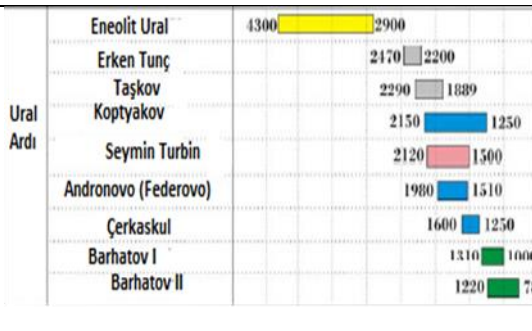 Eneolit Ural 4300 2900
Erken Tunç 2470 2200
Taşkov 2290 1889
Koptyakov 2150 1250
Ural Ardı
Seymin Turbin 2120 1500
Andronovo (Federovo) 1980 1510
Çerkaskul 1600 1250
Barhatov I 1310
Barhatov II 1220